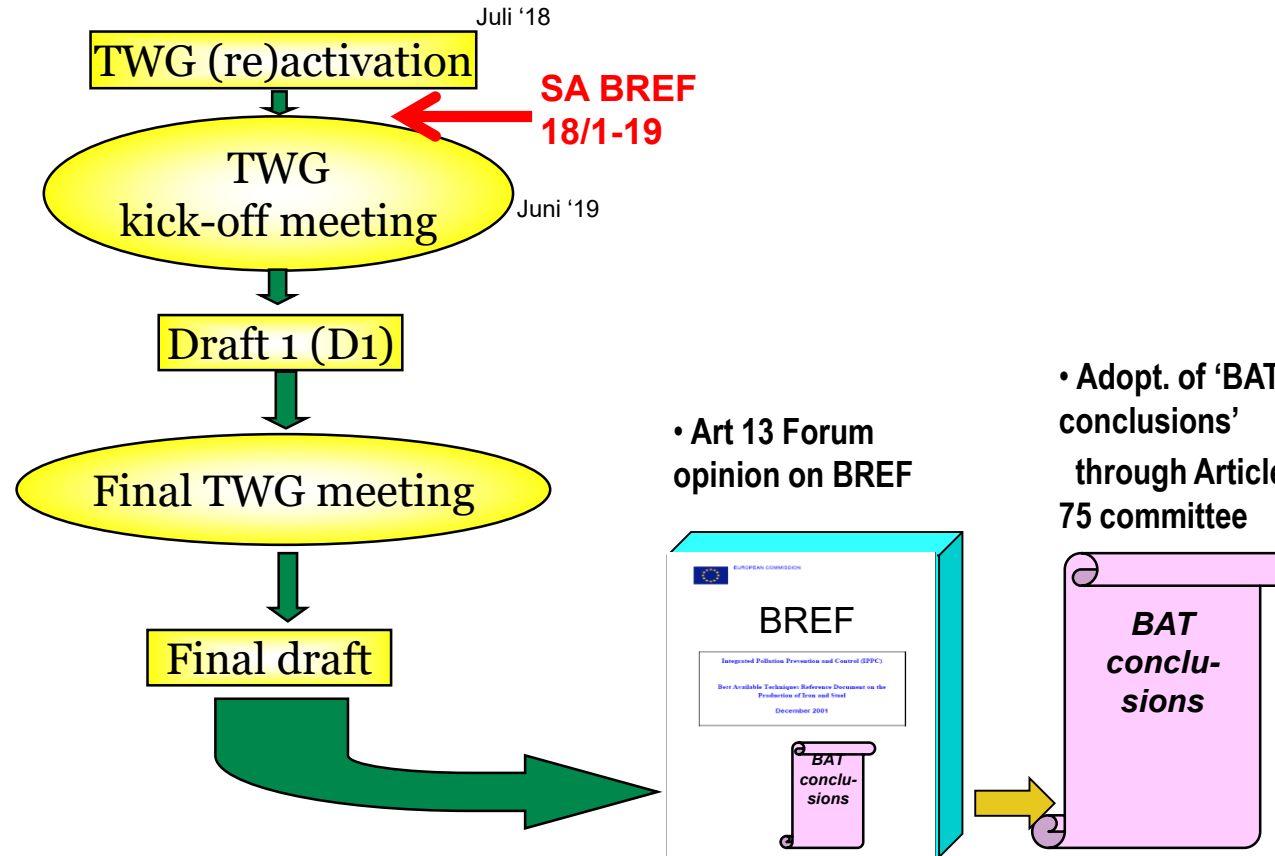 Juli ‘18
TWG (re)activation
SA BREF
18/1-19
TWG
kick-off meeting
Juni ‘19
Draft 1 (D1)
Final TWG meeting
Final draft
• Art 13 Forum
opinion on BREF
EUROPEAN COMMISSION
BREF
Integrated Pollution Prevention and Control (IPPC)
Best Available Techniques Reference Document on the
Production of Iron and Steel
December 2001
BAT
conclu-
sions
• Adopt. of ‘BAT
conclusions’
through Article
75 committee
BAT
conclu-
sions